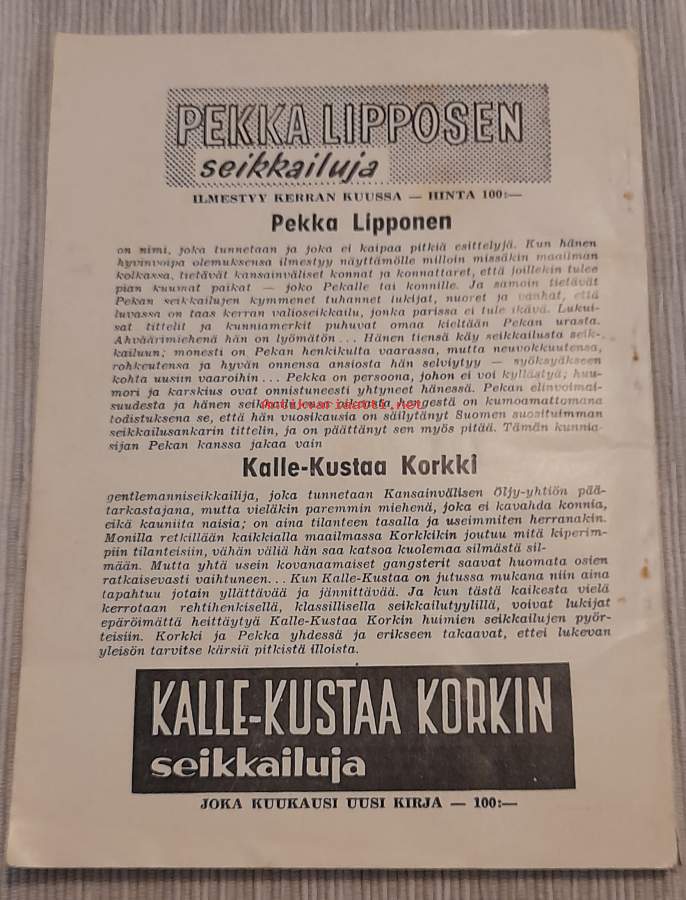 PEKKA LIPPOSEN
seikkailuja
ILMESTYY KERRAN KUUSSA — HINTA 100:—
Pekka Lipponen
on nimi, joka tunnetaan ja joka ei kaipaa pitkiä esittelyjä. Kun hänen
hyvinvoipa olemuksensa ilmestyy näyttämölle milloin missäkin maailman
kolkassa, tietävät kansainväliset konnat ja konnattaret, että joillekin tulee
pian kuumat paikat — joko Pekalle tai konnille. Ja samoin tietävät
Pekan seikkailujen kymmenet tuhannet lukijat, nuoret ja vanhat, että
luvassa on taas kerran valioseikkailu, jonka parissa ei tule ikävä. Lukui-
sat tittelit ja kunniamerkit puhuvat omaa kieltään Pekan urasta.
Ahväärimiehenä hän on lyömätön... Hänen tiensä käy seikkailusta seik-
kailuun; monesti on Pekan henkikulta vaarassa, mutta neuvokkuutensa,
rohkeutensa ja hyvän onnensa ansiosta hän selviytyy — syöksyäkseen
kohta uusiin vaaroihin... Pekka on persoona, johon ei voi kyllästyä; huu-
mori ja karskius ovat onnistuneesti yhtyneet hänessä. Pekan elinvoimai-
suudesta ja hänen seikkailujensa oikeasta hengestä on kumoamattomana
todistuksena se, että hän vuosikausia on säilyttänyt Suomen suosituimman
seikkailusankarin tittelin, ja on päättänyt sen myös pitää. Tämän kunnia-
sijan Pekan kanssa jakaa vain
Kalle-Kustaa Korkki
gentlemanniseikkailija, joka tunnetaan Kansainvälisen Öljy-yhtiön pää-
tarkastajana, mutta vieläkin paremmin miehenä, joka ei kavahda konnia,
eikä kauniita naisia; on aina tilanteen tasalla ja useimmiten herranakin.
Monilla retkillään kaikkialla maailmassa Korkkikin joutuu mitä kiperim-
piin tilanteisiin, vähän väliä hän saa katsoa kuolemaa silmästä sil-
mään. Mutta yhtä usein kovanaamaiset gangsterit saavat huomata osien
ratkaisevasti vaihtuneen... Kun Kalle-Kustaa on jutussa mukana niin aina
tapahtuu jotain yllättävää ja jännittävää. Ja kun tästä kaikesta vielä
kerrotaan rehtihenkisellä, klassillisella seikkailutyylillä, voivat lukijat
epäröimättä heittäytyä Kalle-Kustaa Korkin huimien seikkailujen pyör-
teisiin. Korkki ja Pekka yhdessä ja erikseen takaavat, ettei lukevan
yleisön tarvitse kärsiä pitkistä illoista.
KALLE-KUSTAA KORKIN
seikkailuja
JOKA KUUKAUSI UUSI KIRJA — 100:—